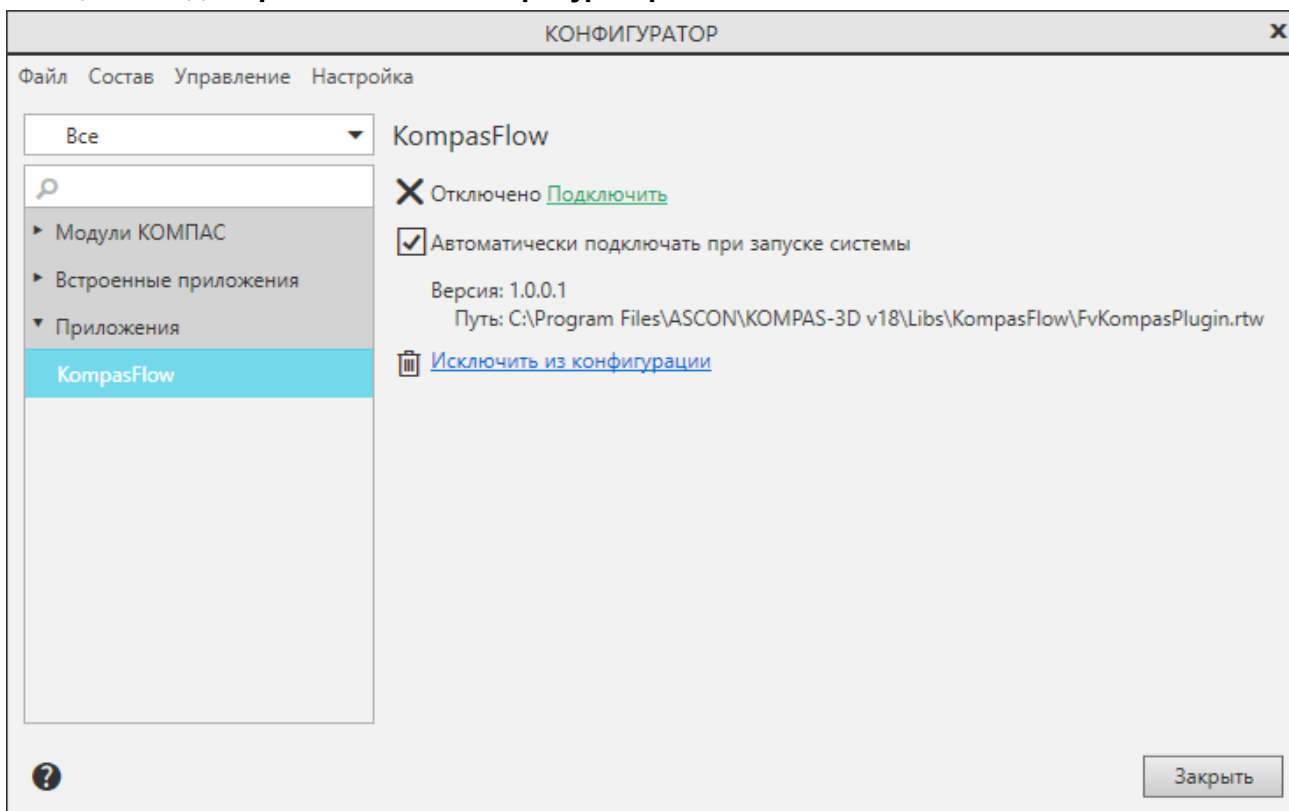 КОНФИГУРАТОР
Файл Состав Управление Настройка
Все
KompasFlow
Отключено Подключить
Модули КОМПАС
Автоматически подключать при запуске системы
Встроенные приложения
Версия: 1.0.0.1
Приложения
Путь: C:\Program Files\ASCON\KOMPAS-3D v18\Libs\KompasFlow\FvKompasPlugin.rtw
KompasFlow
Исключить из конфигурации
Закрыть